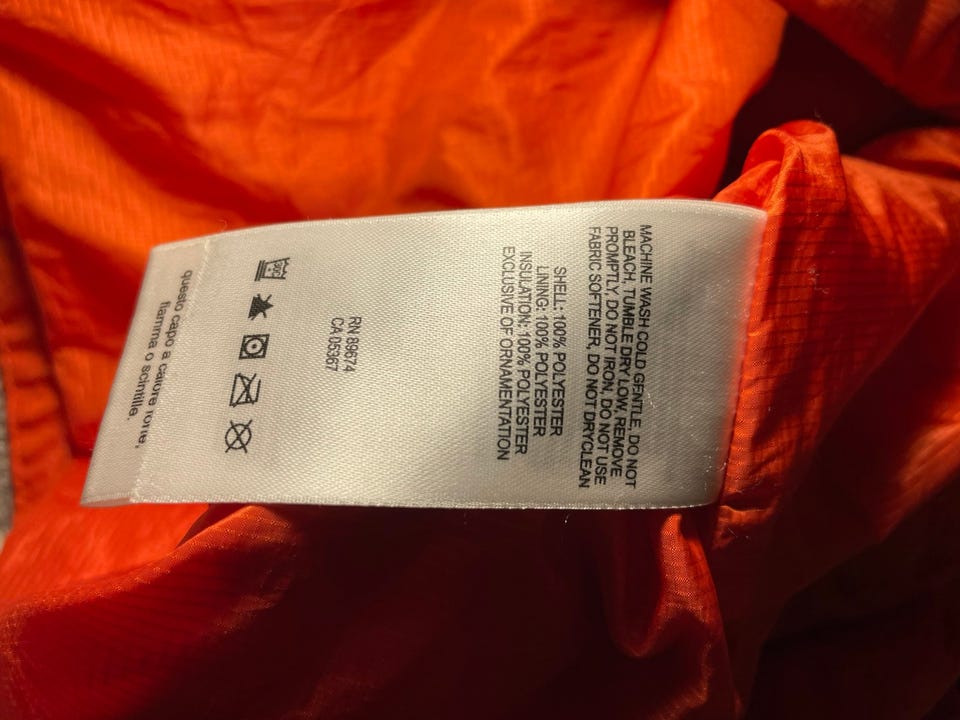 MACHINE WASH COLD GENTLE, DO NOT
BLEACH, TUMBLE DRY LOW, REMOVE
PROMPTLY, DO NOT IRON, DO NOT USE
FABRIC SOFTENER, DO NOT DRYCLEAN
SHELL: 100% POLYESTER
LINING: 100% POLYESTER
INSULATION: 100% POLYESTER
EXCLUSIVE OF ORNAMENTATION
RN 89674
CA 05367
questo capo a calore fonte,
fiamma o scintille.